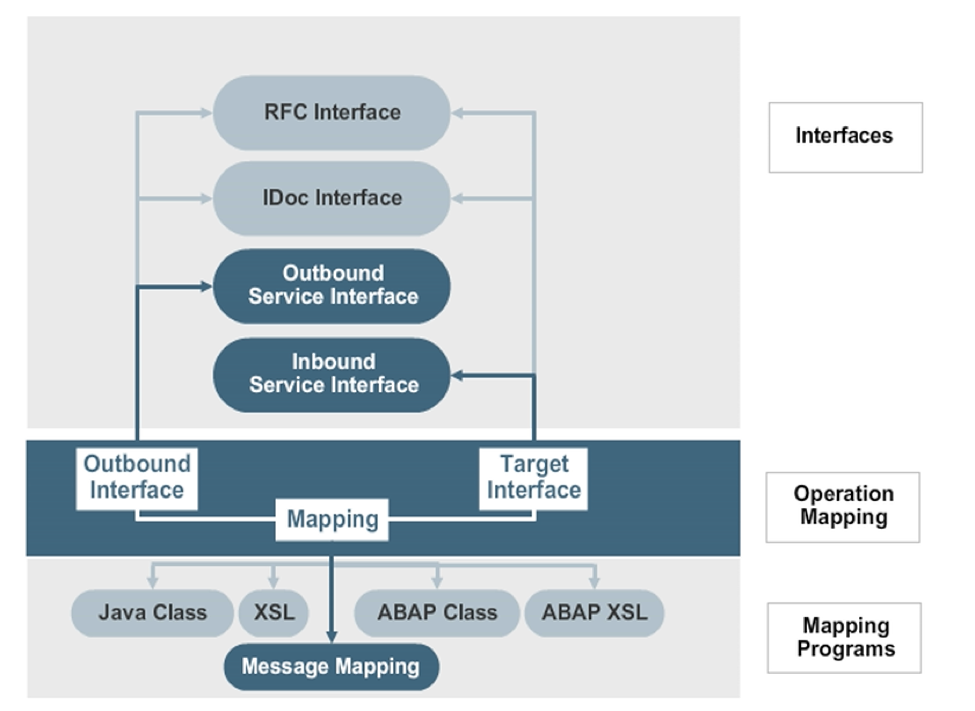 RFC Interface
Interfaces
IDoc Interface
Outbound
Service Interface
Inbound
Service Interface
Outbound
Interface
Target
Interface
Mapping
Operation
Mapping
Java Class
XSL
ABAP Class
ABAP XSL
Message Mapping
Mapping
Programs